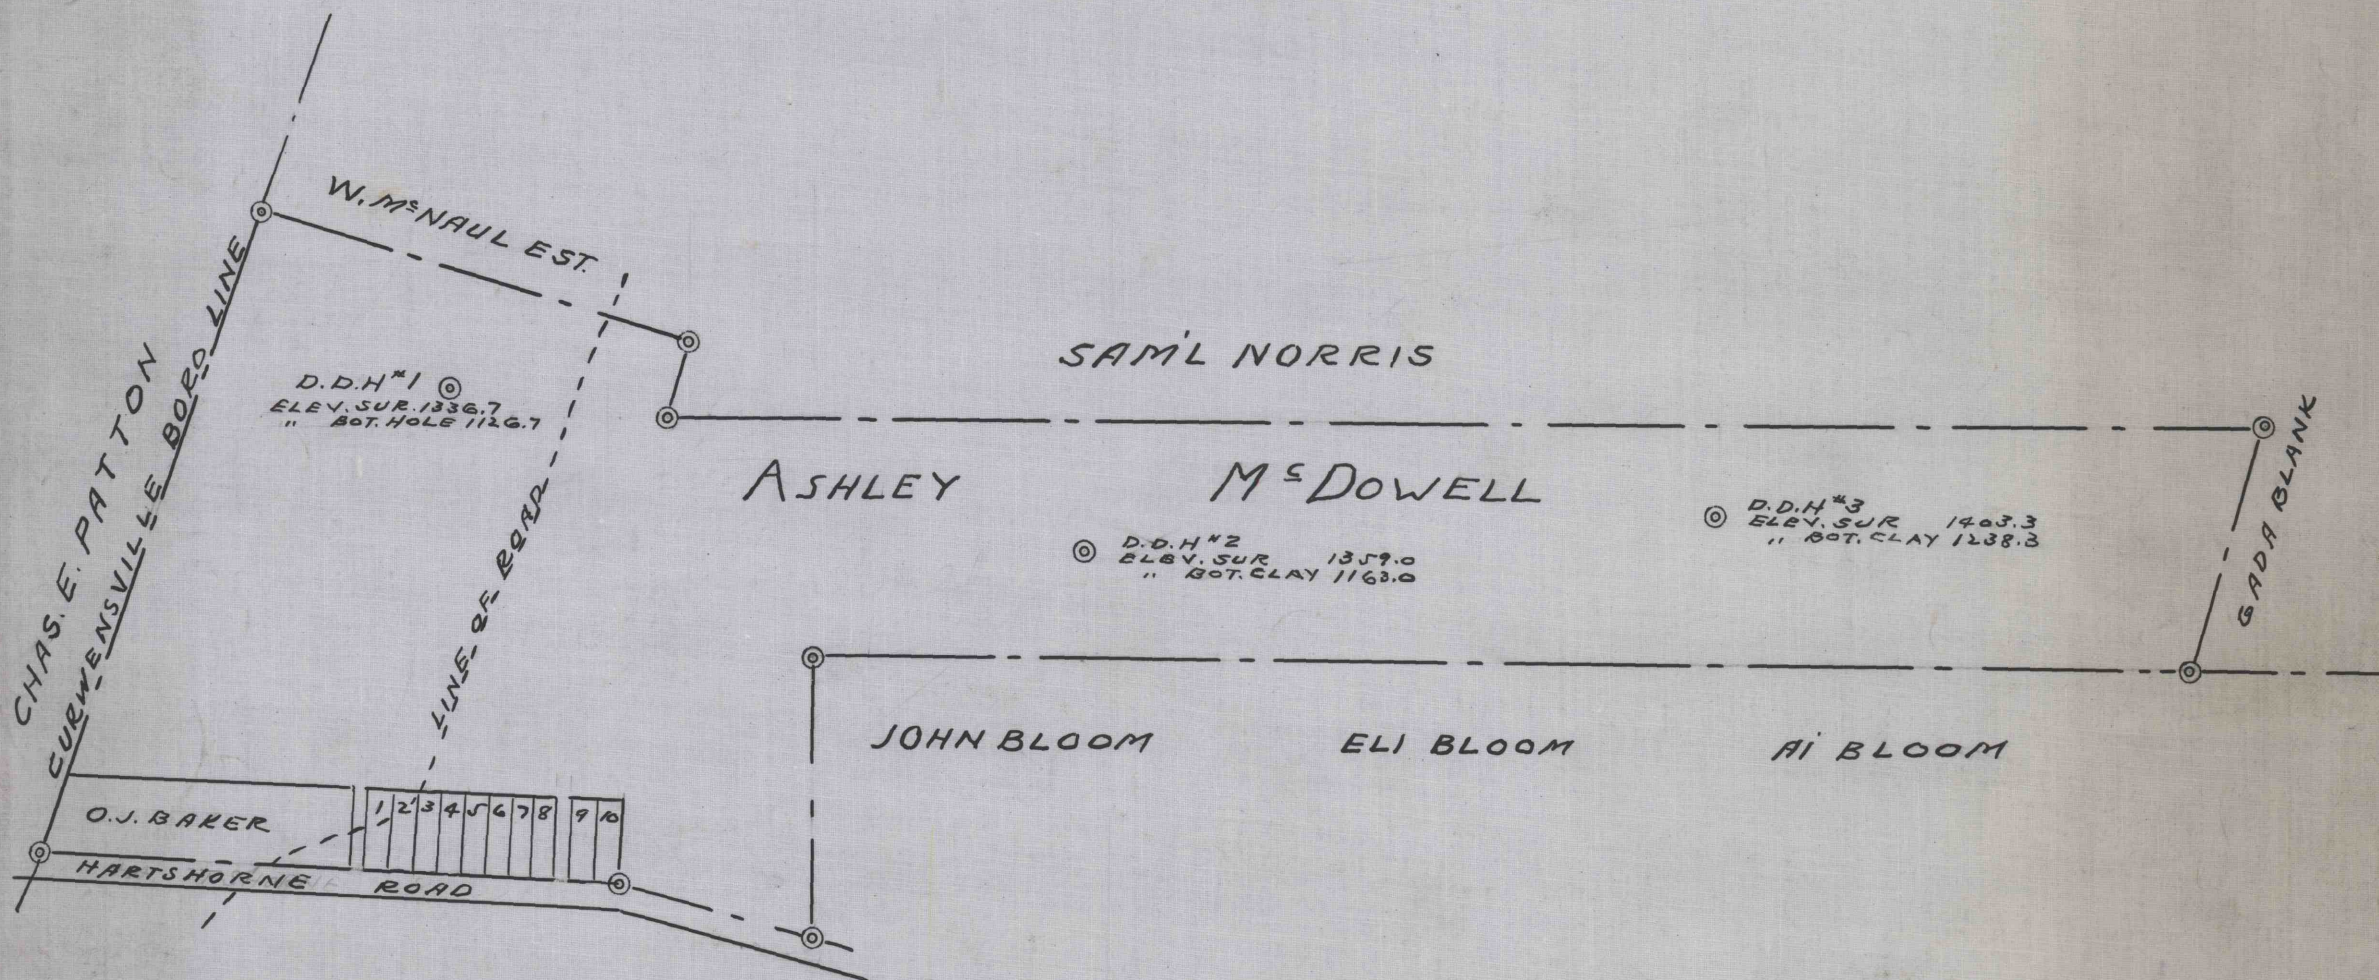 W. McNAUL EST.
CHAS. E. PATTON
CURWENSVILLE BORO LINE
D.D.H #1
ELEV. SUR. 1336.7
" BOT. HOLE 1126.7
LINE OF ROAD
SAM'L NORRIS
ASHLEY McDOWELL
D.D.H #2
ELEV. SUR 1359.0
" BOT. CLAY 1163.0
D.D.H #3
ELEV. SUR 1403.3
" BOT. CLAY 1238.3
GADA BLANK
JOHN BLOOM ELI BLOOM Ai BLOOM
O.J. BAKER
1 2 3 4 5 6 7 8 9 10
HARTSHORNE ROAD